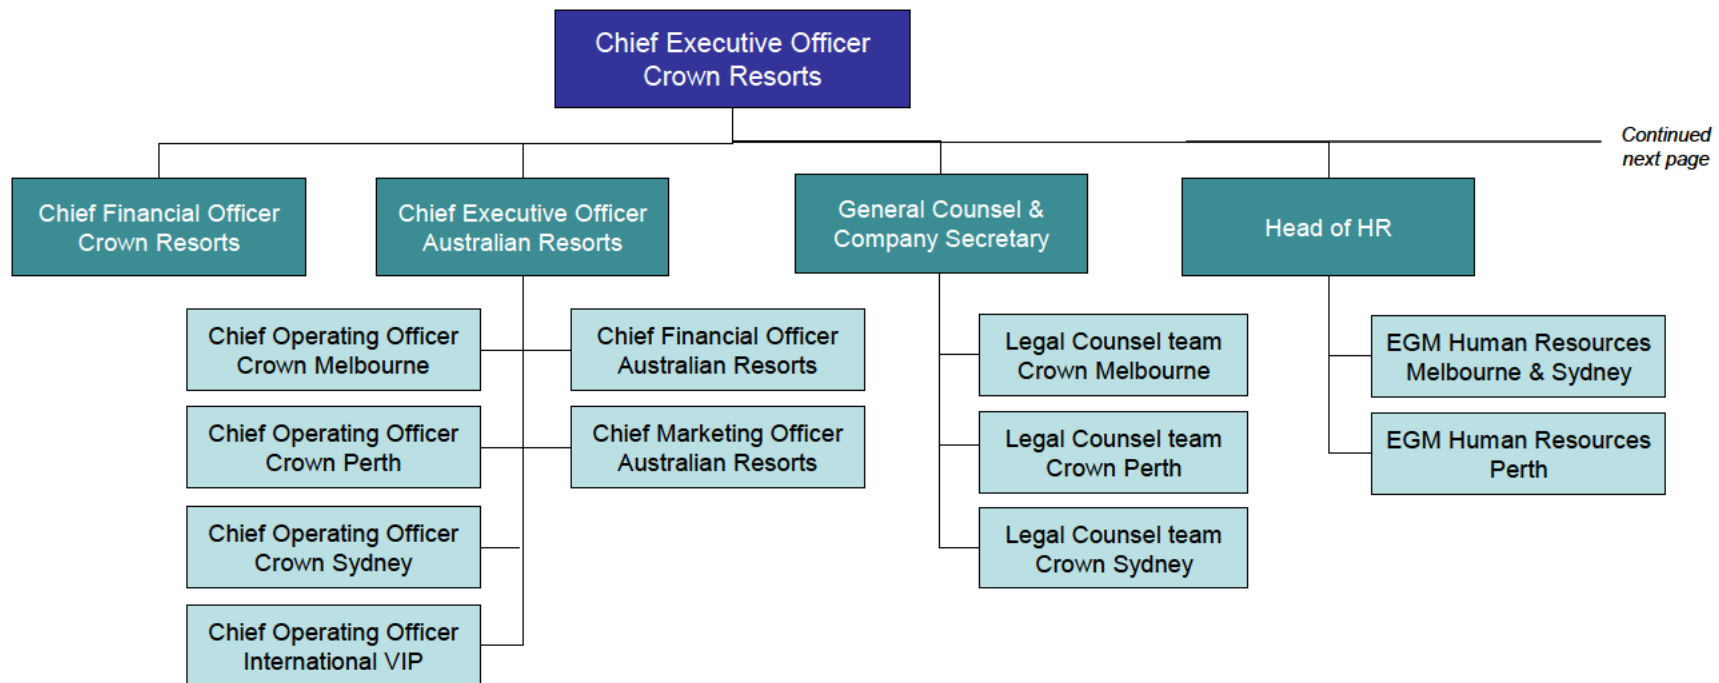 Chief Executive Officer
Crown Resorts
Continued
next page
Chief Financial Officer
Crown Resorts
Chief Executive Officer
Australian Resorts
General Counsel &
Company Secretary
Head of HR
Chief Operating Officer
Crown Melbourne
Chief Financial Officer
Australian Resorts
Chief Operating Officer
Crown Perth
Chief Marketing Officer
Australian Resorts
Chief Operating Officer
Crown Sydney
Chief Operating Officer
International VIP
Legal Counsel team
Crown Melbourne
Legal Counsel team
Crown Perth
Legal Counsel team
Crown Sydney
EGM Human Resources
Melbourne & Sydney
EGM Human Resources
Perth